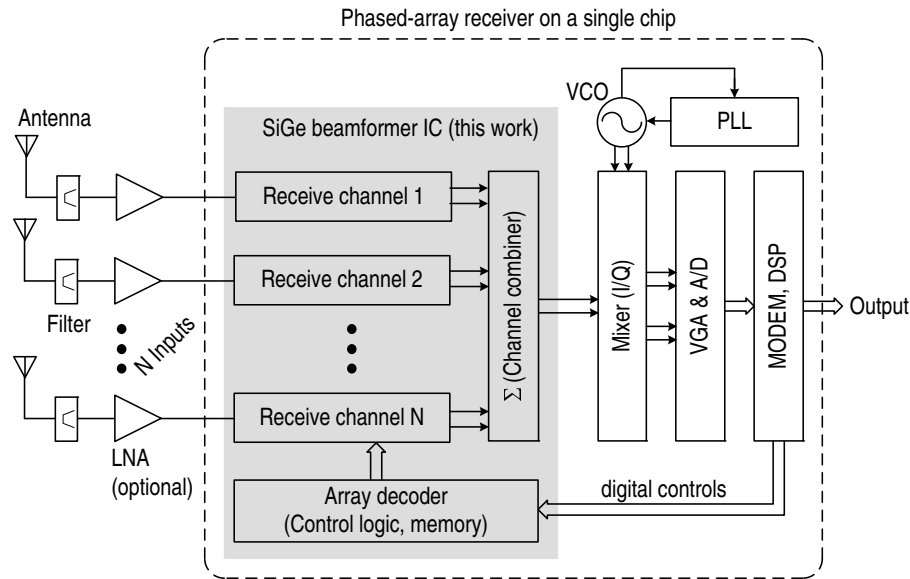 Phased-array receiver on a single chip
Antenna
SiGe beamformer IC (this work)
VCO
PLL
Receive channel 1
Receive channel 2
Receive channel N
Σ (Channel combiner)
Mixer (I/Q)
VGA & A/D
MODEM, DSP
Output
Filter
N Inputs
LNA
(optional)
Array decoder
(Control logic, memory)
digital controls